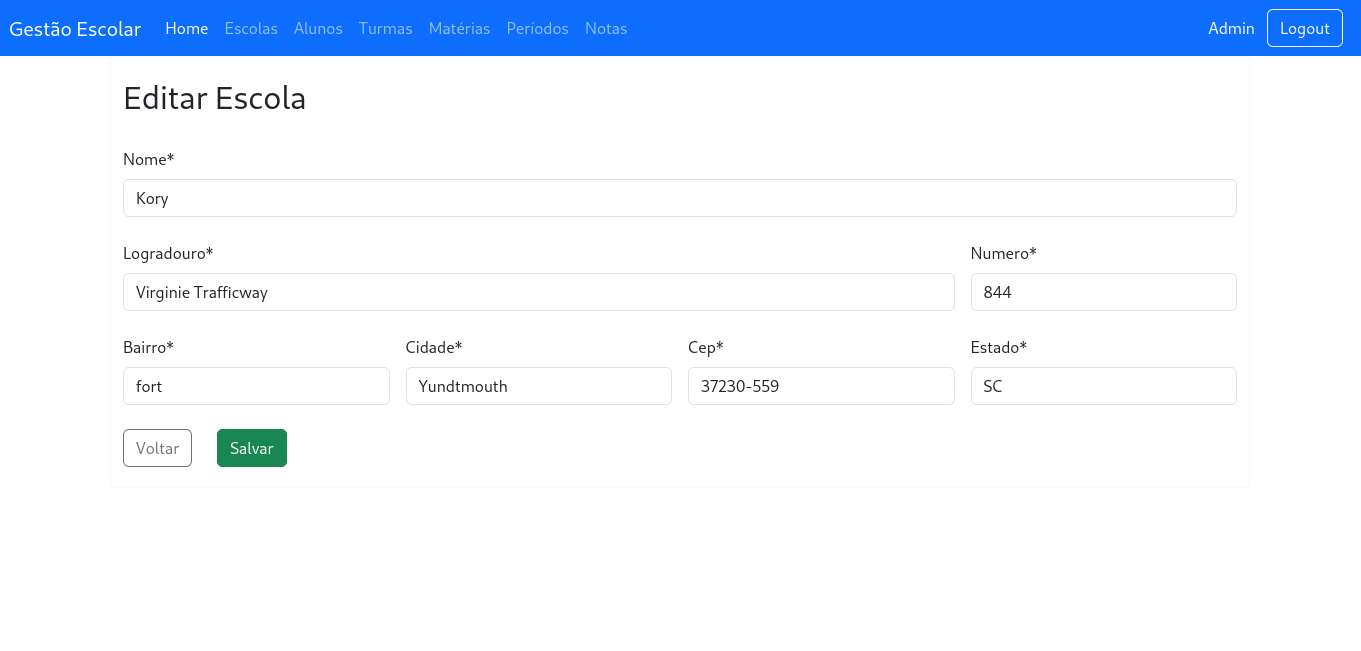 Gestão Escolar Home Escolas Alunos Turmas Matérias Períodos Notas Admin Logout
Editar Escola
Nome*
Kory
Logradouro* Numero*
Virginie Trafficway 844
Bairro* Cidade* Cep* Estado*
fort Yundtmouth 37230-559 SC
Voltar Salvar